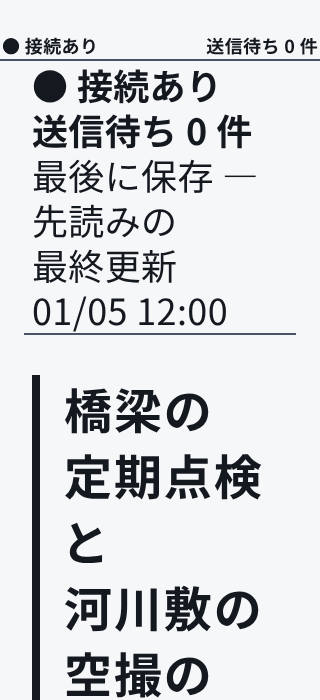 ● 接続あり 送信待ち 0 件
● 接続あり
送信待ち 0 件
最後に保存 —
先読みの
最終更新
01/05 12:00
橋梁の
定期点検
と
河川敷の
空撮の